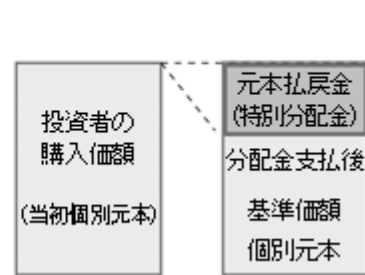 投資者の
購入価額
(当初個別元本)
元本払戻金
(特別分配金)
分配金支払後
基準価額
個別元本